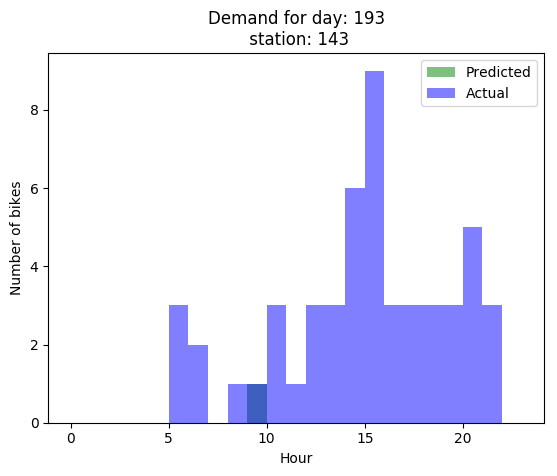 Demand for day: 193
station: 143
Predicted
Actual
Number of bikes
8
6
4
2
0
0
5
10
15
20
Hour